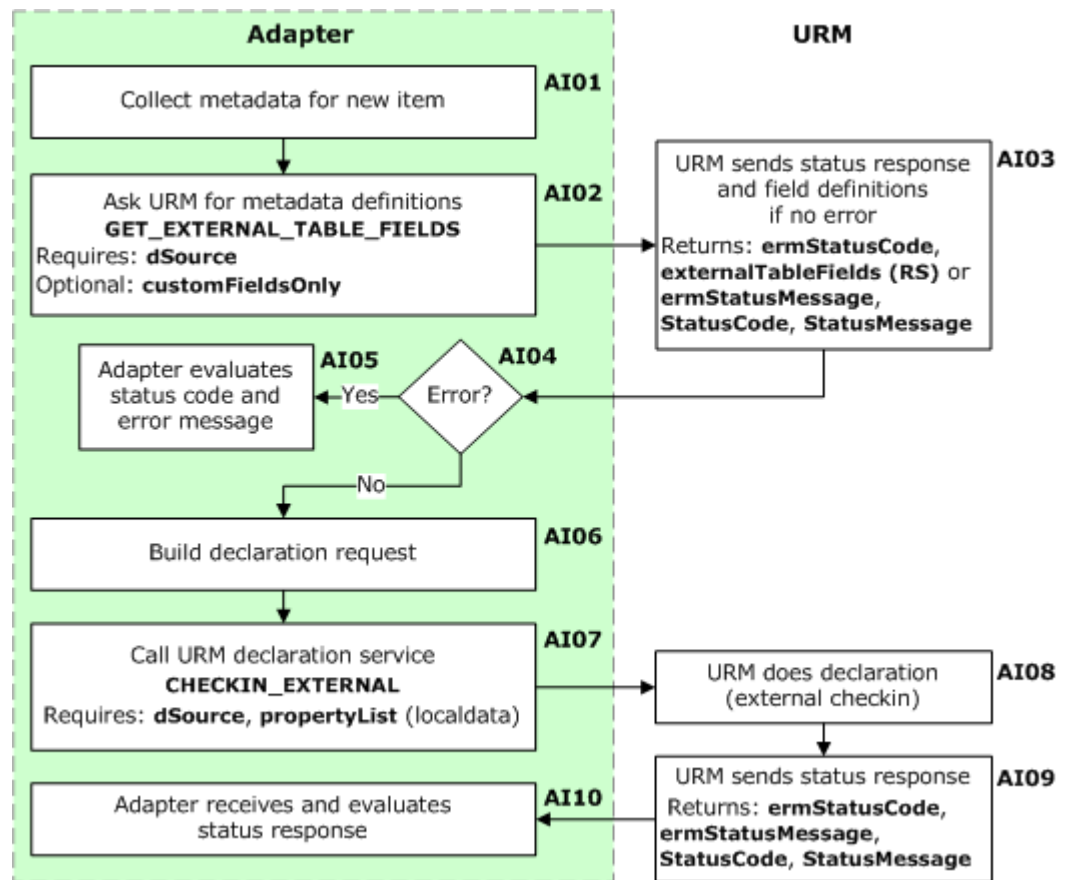 Adapter
URM
Collect metadata for new item
AI01
Ask URM for metadata definitions
GET_EXTERNAL_TABLE_FIELDS
Requires: dSource
Optional: customFieldsOnly
AI02
URM sends status response
and field definitions
if no error
Returns: ermStatusCode,
externalTableFields (RS) or
ermStatusMessage,
StatusCode, StatusMessage
AI03
Error?
AI04
Yes
Adapter evaluates
status code and
error message
AI05
No
Build declaration request
AI06
Call URM declaration service
CHECKIN_EXTERNAL
Requires: dSource, propertyList (localdata)
AI07
URM does declaration
(external checkin)
AI08
URM sends status response
Returns: ermStatusCode,
ermStatusMessage,
StatusCode, StatusMessage
AI09
Adapter receives and evaluates
status response
AI10